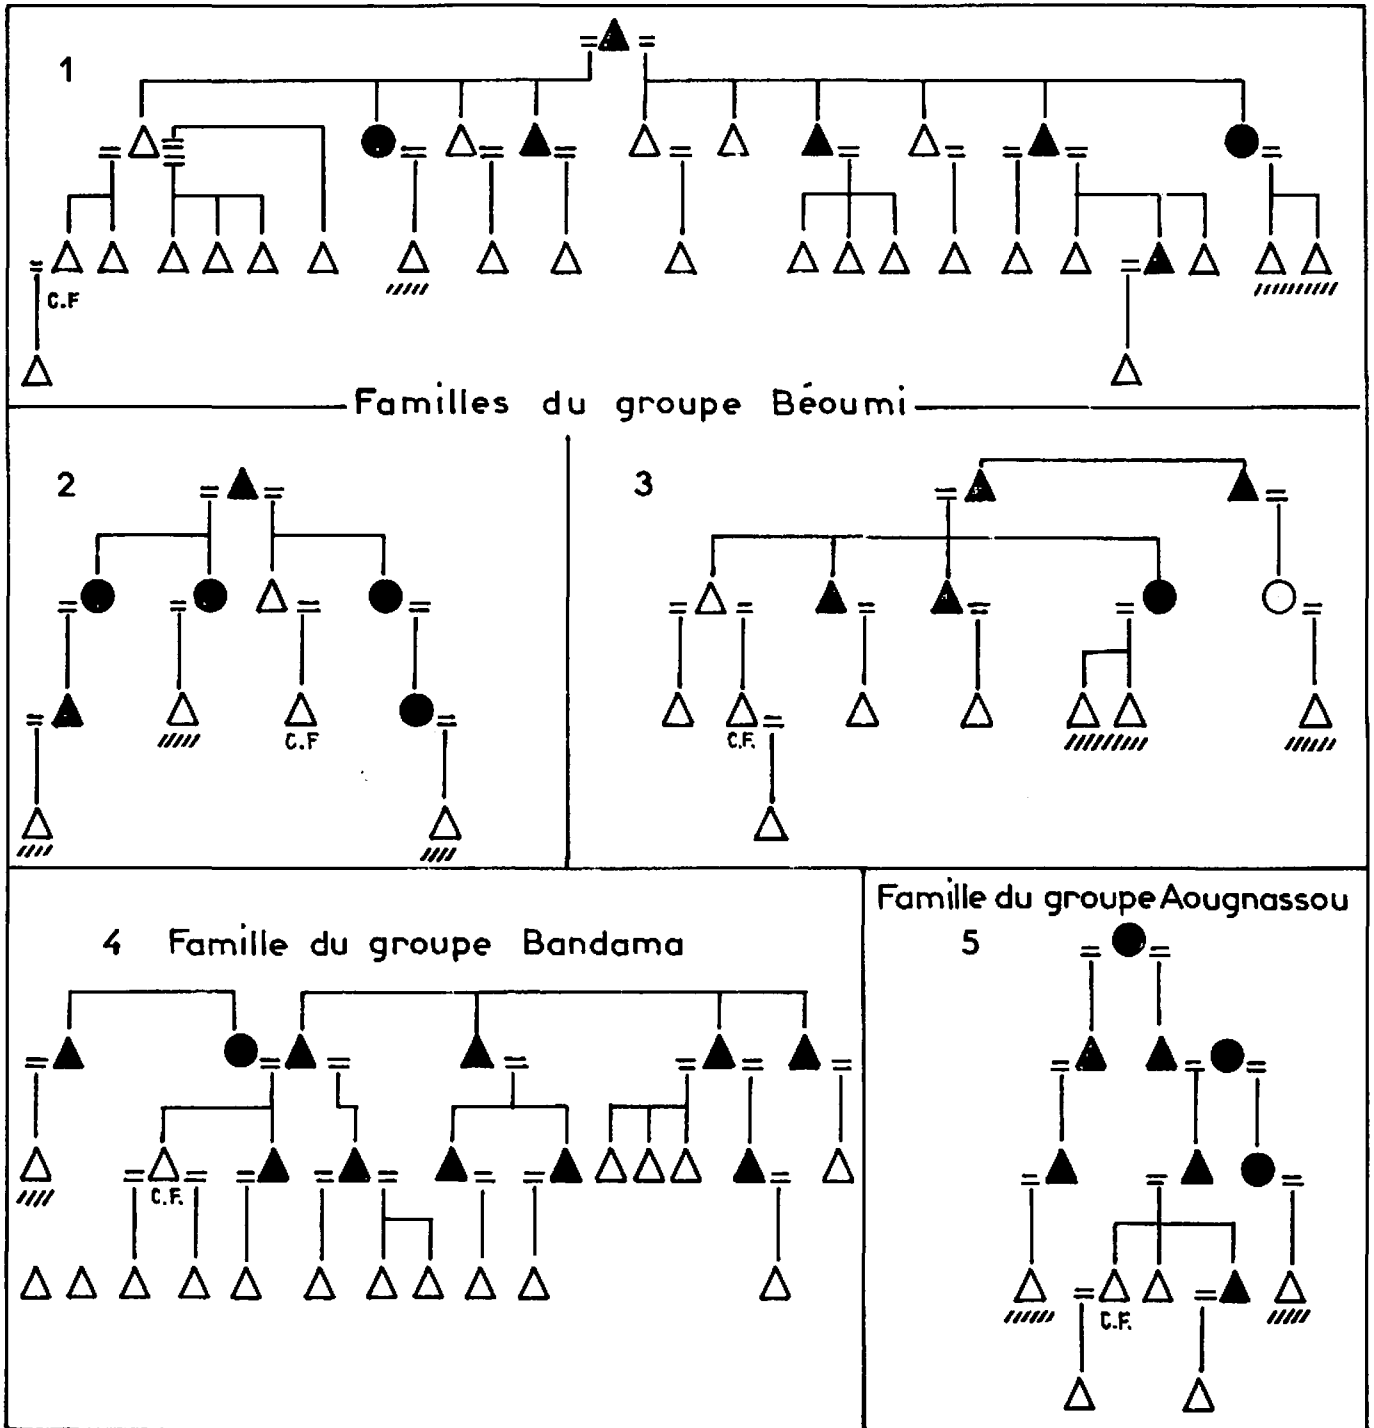 1
C.F
Familles du groupe Béoumi
2
C.F
3
C.F.
4 Famille du groupe Bandama
C.F.
Famille du groupe Aougnassou
5
C.F.